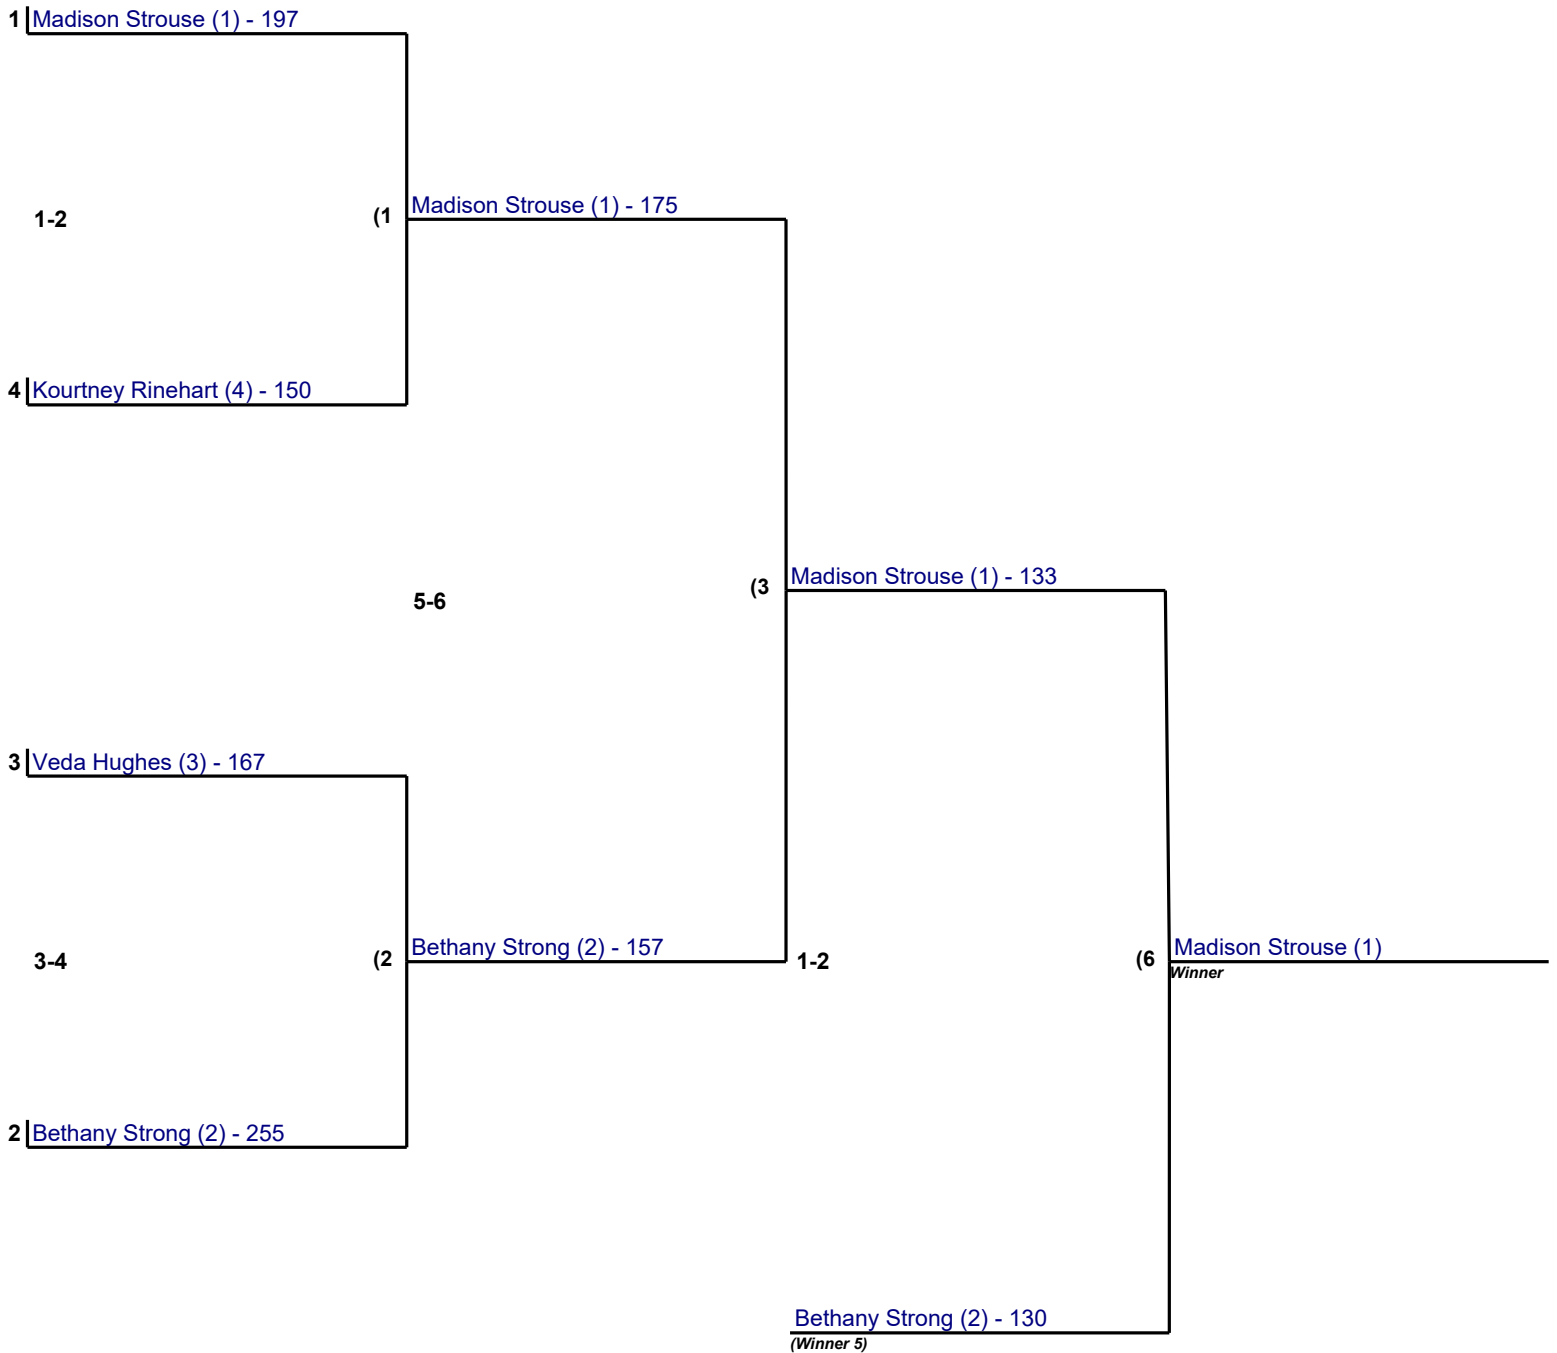 1 Madison Strouse (1) - 197
Madison Strouse (1) - 175
1-2 (1
4 Kourtney Rinehart (4) - 150
Madison Strouse (1) - 133
5-6 (3
3 Veda Hughes (3) - 167
Bethany Strong (2) - 157
Madison Strouse (1)
3-4 (2 1-2 (6
Winner
2 Bethany Strong (2) - 255
Bethany Strong (2) - 130
(Winner 5)